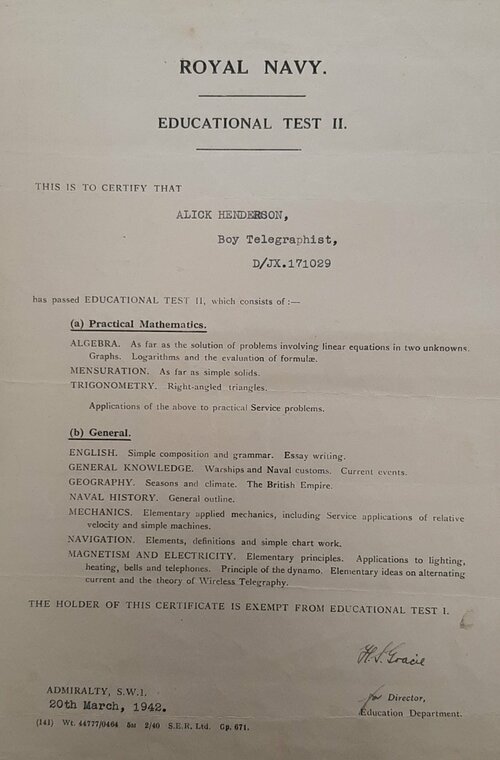 ROYAL NAVY.
EDUCATIONAL TEST II.
THIS IS TO CERTIFY THAT
ALICK HENDERSON,
Boy Telegraphist,
D/JX.171029
has passed EDUCATIONAL TEST II, which consists of :—
(a) Practical Mathematics.
ALGEBRA. As far as the solution of problems involving linear equations in two unknowns.
Graphs. Logarithms and the evaluation of formulæ.
MENSURATION. As far as simple solids.
TRIGONOMETRY. Right-angled triangles.
Applications of the above to practical Service problems.
(b) General.
ENGLISH. Simple composition and grammar. Essay writing.
GENERAL KNOWLEDGE. Warships and Naval customs. Current events.
GEOGRAPHY. Seasons and climate. The British Empire.
NAVAL HISTORY. General outline.
MECHANICS. Elementary applied mechanics, including Service applications of relative
velocity and simple machines.
NAVIGATION. Elements, definitions and simple chart work.
MAGNETISM AND ELECTRICITY. Elementary principles. Applications to lighting,
heating, bells and telephones. Principle of the dynamo. Elementary ideas on alternating
current and the theory of Wireless Telegraphy.
THE HOLDER OF THIS CERTIFICATE IS EXEMPT FROM EDUCATIONAL TEST I.
H.S. Gracie
for Director,
Education Department.
ADMIRALTY, S.W.1.
20th March, 1942.
(141) Wt. 44777/0464 5m 2/40 S.E.R. Ltd. Gp. 671.